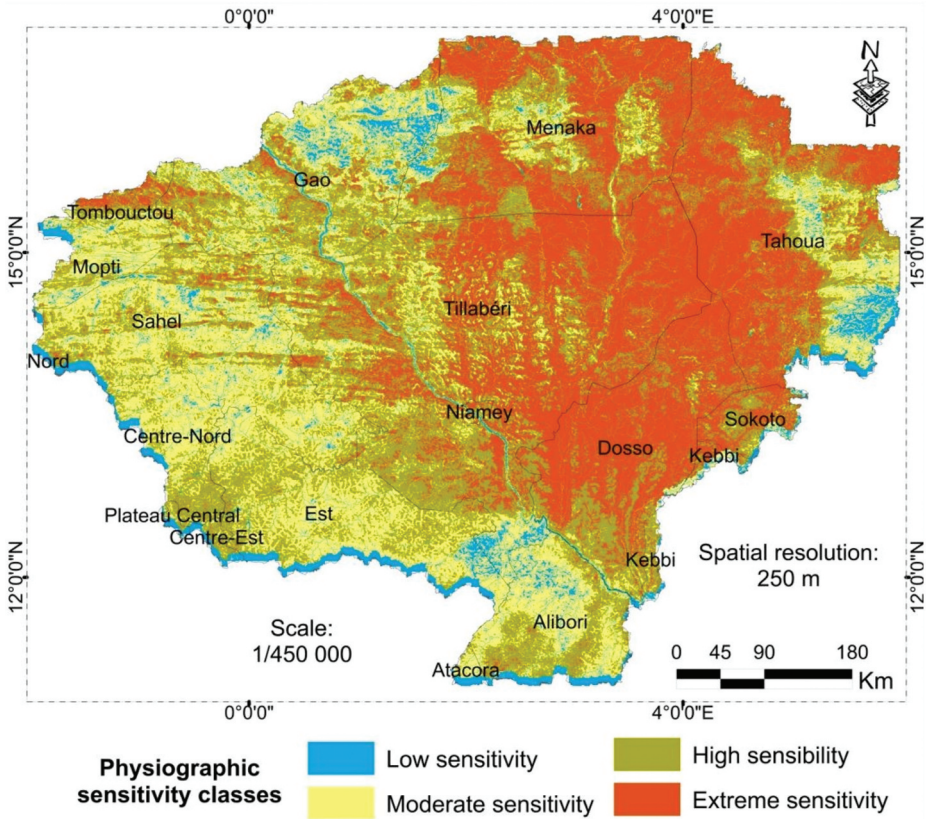 0°0'0"
4°0'0"E
N
Menaka
Gao
Tombouctou
15°0'0"N
Tahoua
15°0'0"N
Mopti
Tillabéri
Sahel
Nord
Niamey
Sokoto
Centre-Nord
Dosso
Kebbi
Plateau Central
Est
Centre-Est
Kebbi
Spatial resolution:
250 m
12°0'0"N
12°0'0"N
Scale:
1/450 000
Alibori
Atacora
0 45 90 180
Km
0°0'0"
4°0'0"E
Physiographic
sensitivity classes
Low sensitivity
High sensibility
Moderate sensitivity
Extreme sensitivity